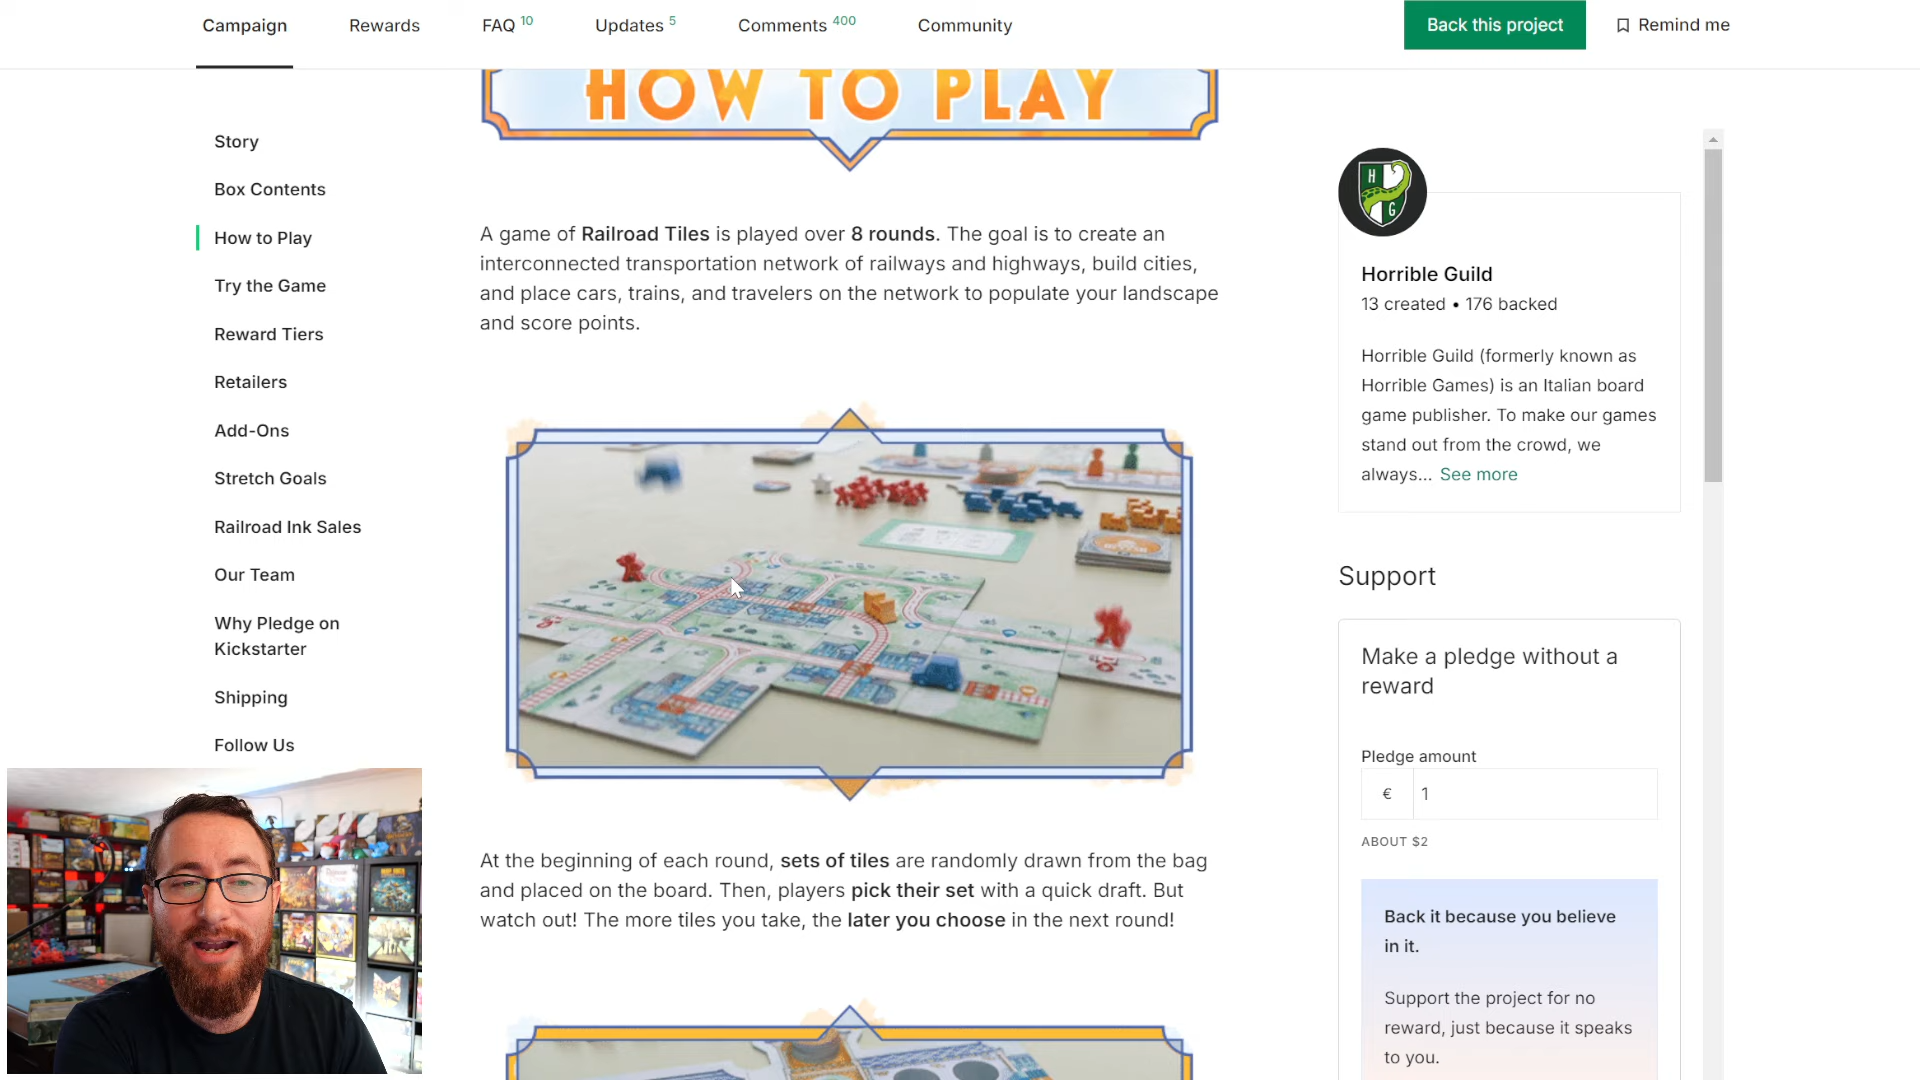 Campaign
Rewards
FAQ 10
Updates 5
Comments 400
Community
Back this project
Remind me
HOW TO PLAY
Story
Box Contents
How to Play
Try the Game
Reward Tiers
Retailers
Add-Ons
Stretch Goals
Railroad Ink Sales
Our Team
Why Pledge on
Kickstarter
Shipping
Follow Us
A game of Railroad Tiles is played over 8 rounds. The goal is to create an
interconnected transportation network of railways and highways, build cities,
and place cars, trains, and travelers on the network to populate your landscape
and score points.
At the beginning of each round, sets of tiles are randomly drawn from the bag
and placed on the board. Then, players pick their set with a quick draft. But
watch out! The more tiles you take, the later you choose in the next round!
H
G
Horrible Guild
13 created • 176 backed
Horrible Guild (formerly known as
Horrible Games) is an Italian board
game publisher. To make our games
stand out from the crowd, we
always... See more
Support
Make a pledge without a
reward
Pledge amount
€ 1
ABOUT $2
Back it because you believe
in it.
Support the project for no
reward, just because it speaks
to you.